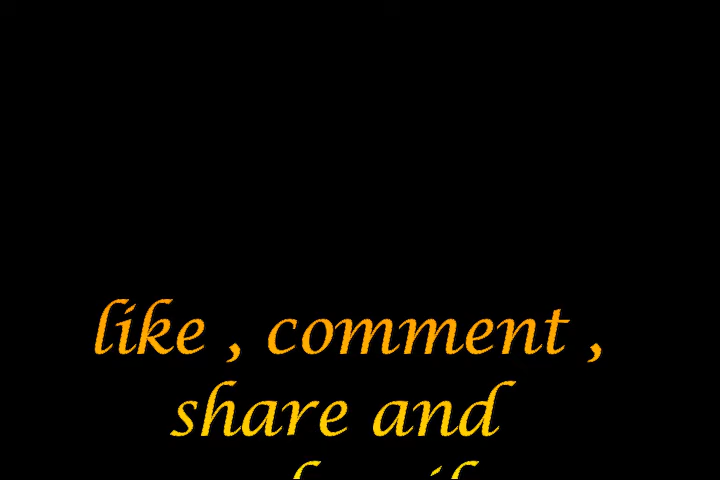 like , comment ,
share and